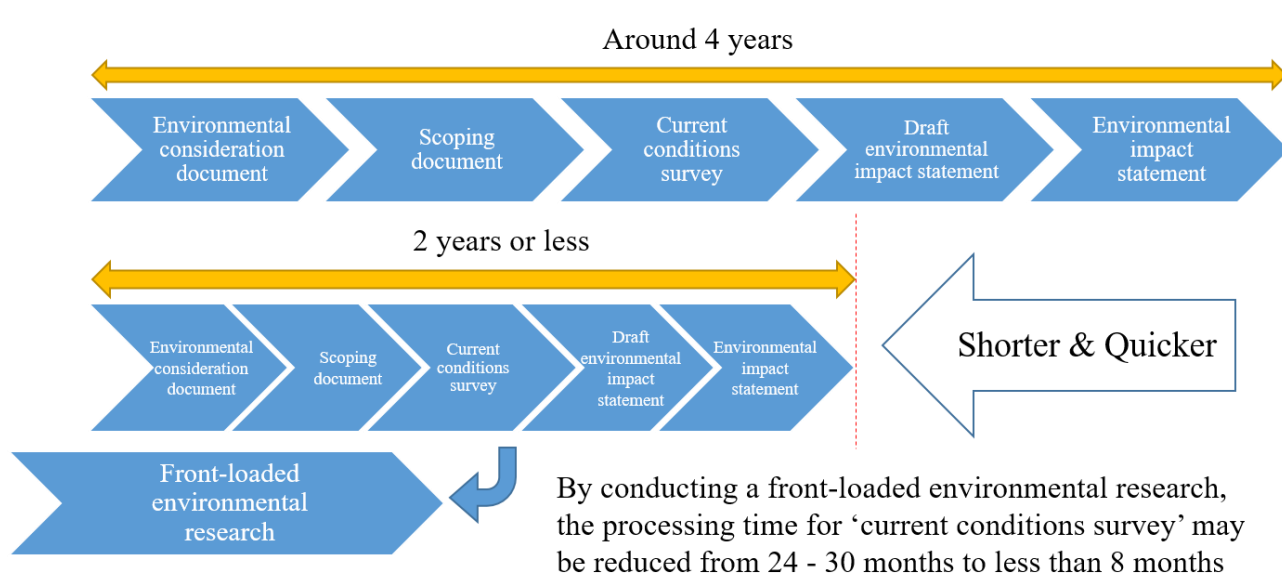 Around 4 years
Environmental
consideration
document
Scoping
document
Current
conditions
survey
Draft
environmental
impact statement
Environmental
impact
statement
2 years or less
Environmental
consideration
document
Scoping
document
Current
conditions
survey
Draft
environmental
impact
statement
Environmental
impact
statement
Shorter & Quicker
Front-loaded
environmental
research
By conducting a front-loaded environmental research,
the processing time for ‘current conditions survey’ may
be reduced from 24 - 30 months to less than 8 months